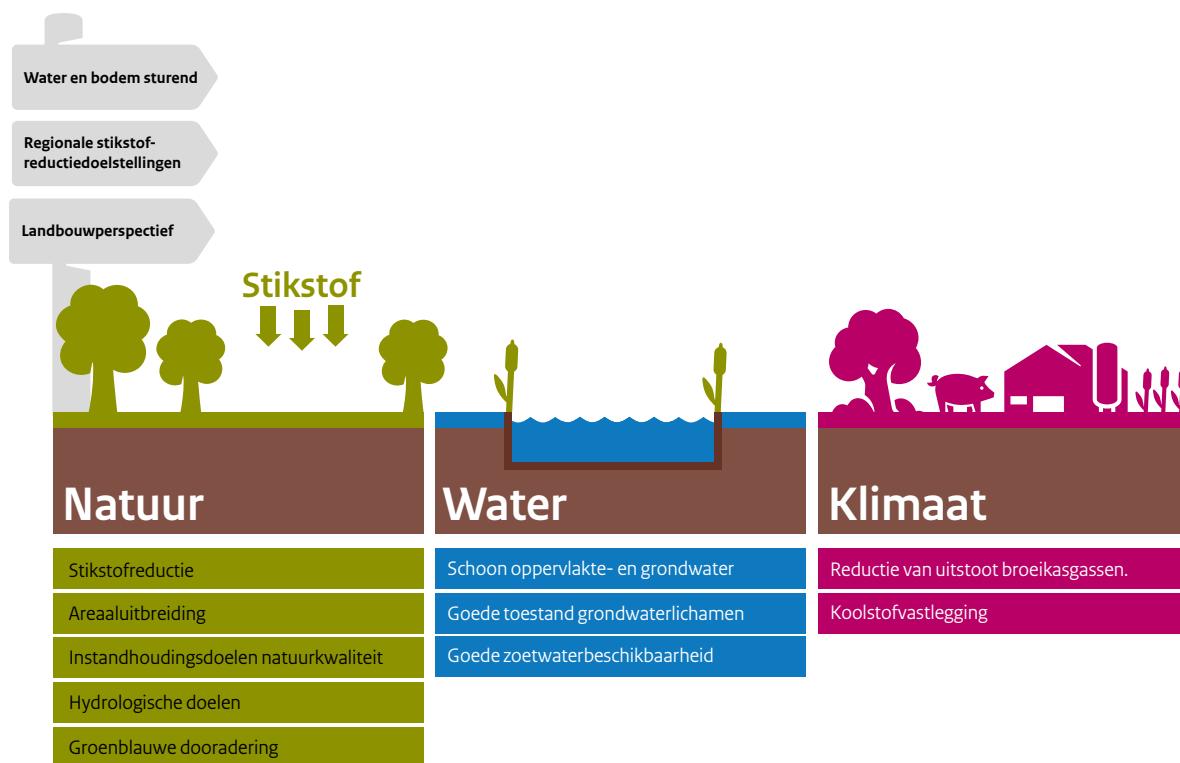 Water en bodem sturend
Regionale stikstof-
reductiedoelstellingen
Landbouwperspectief
Stikstof
Natuur
Stikstofreductie
Areaaluitbreiding
Instandhoudingsdoelen natuurkwaliteit
Hydrologische doelen
Groenblauwe dooradering
Water
Schoon oppervlakte- en grondwater
Goede toestand grondwaterlichamen
Goede zoetwaterbeschikbaarheid
Klimaat
Reductie van uitstoot broeikasgassen.
Koolstofvastlegging